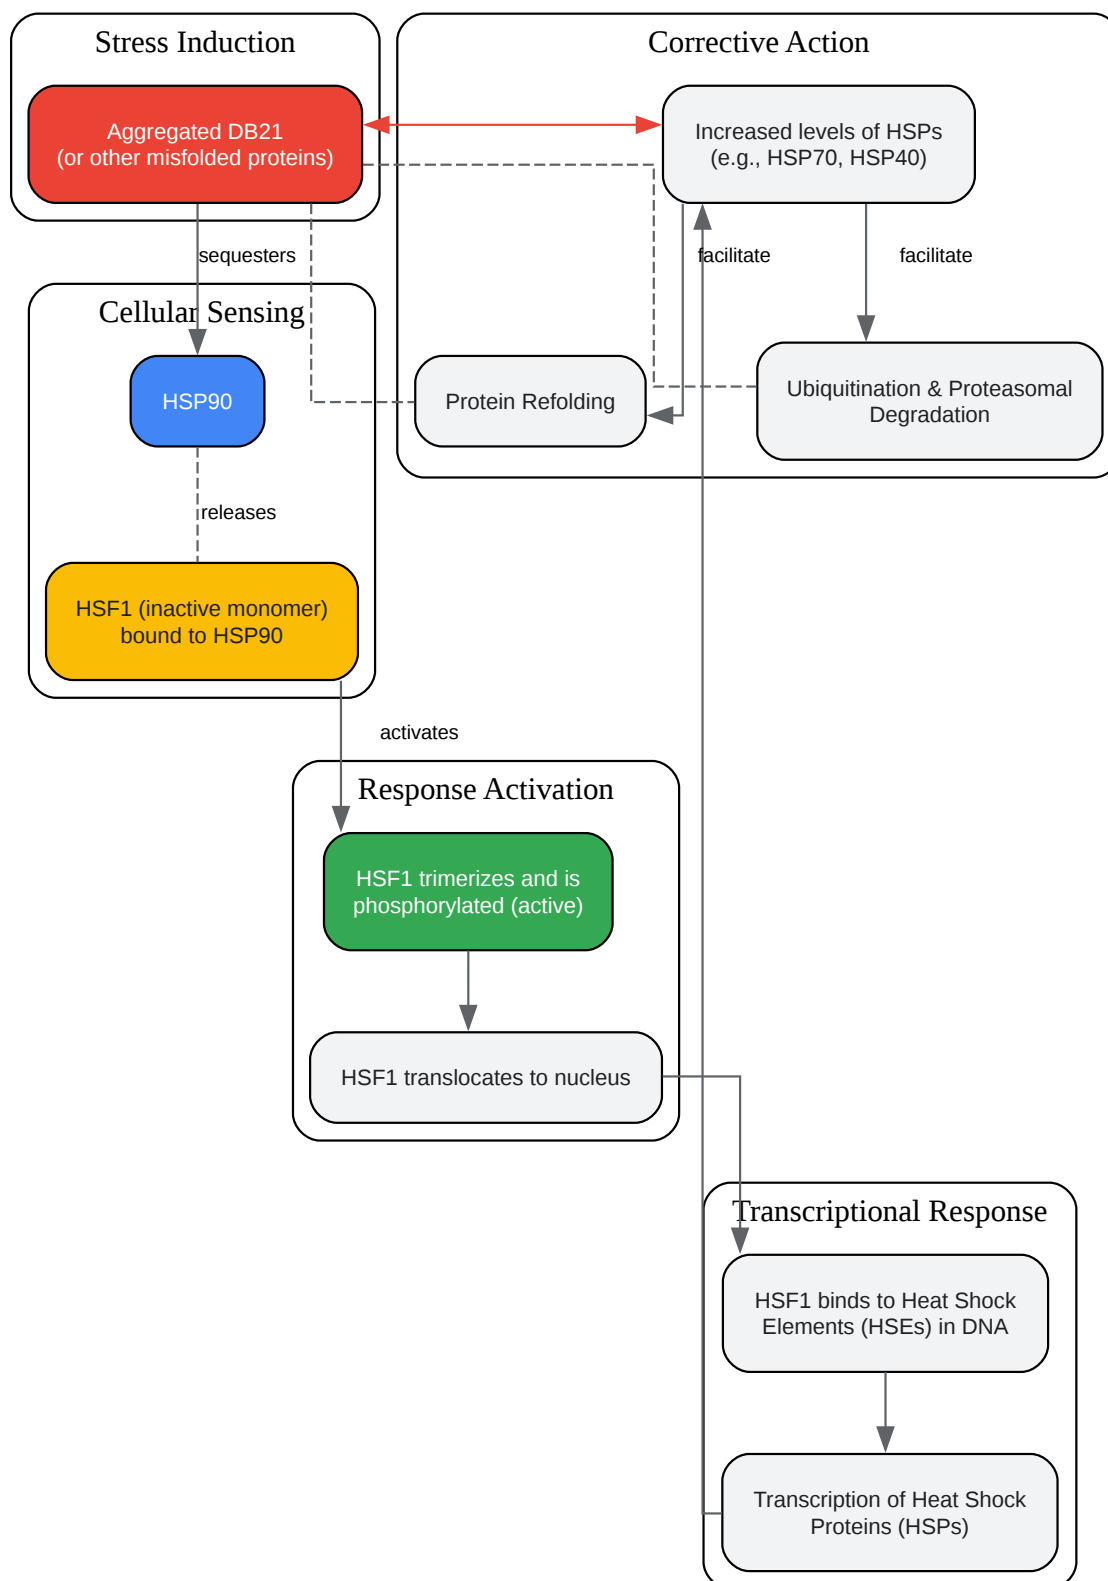 Stress Induction
Corrective Action
Aggregated DB21
(or other misfolded proteins)
Increased levels of HSPs
(e.g., HSP70, HSP40)
sequesters
facilitate
facilitate
Cellular Sensing
HSP90
Protein Refolding
Ubiquitination & Proteasomal
Degradation
releases
HSF1 (inactive monomer)
bound to HSP90
activates
Response Activation
HSF1 trimerizes and is
phosphorylated (active)
HSF1 translocates to nucleus
Transcriptional Response
HSF1 binds to Heat Shock
Elements (HSEs) in DNA
Transcription of Heat Shock
Proteins (HSPs)